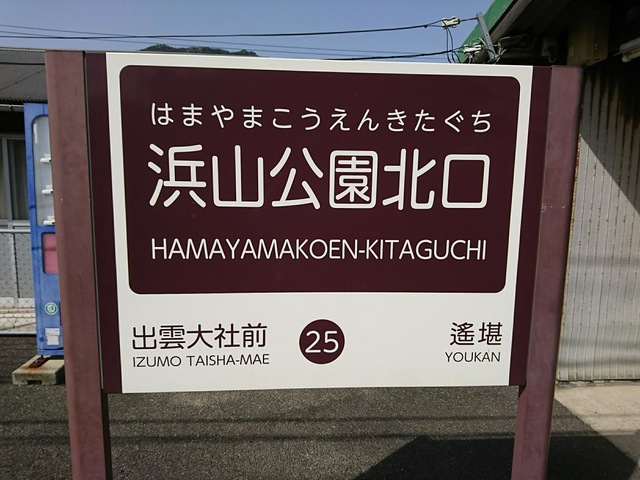 はまやまこうえんきたぐち
浜山公園北口
HAMAYAMAKOEN-KITAGUCHI
出雲大社前 25 遙堪
IZUMO TAISHA-MAE YOUKAN